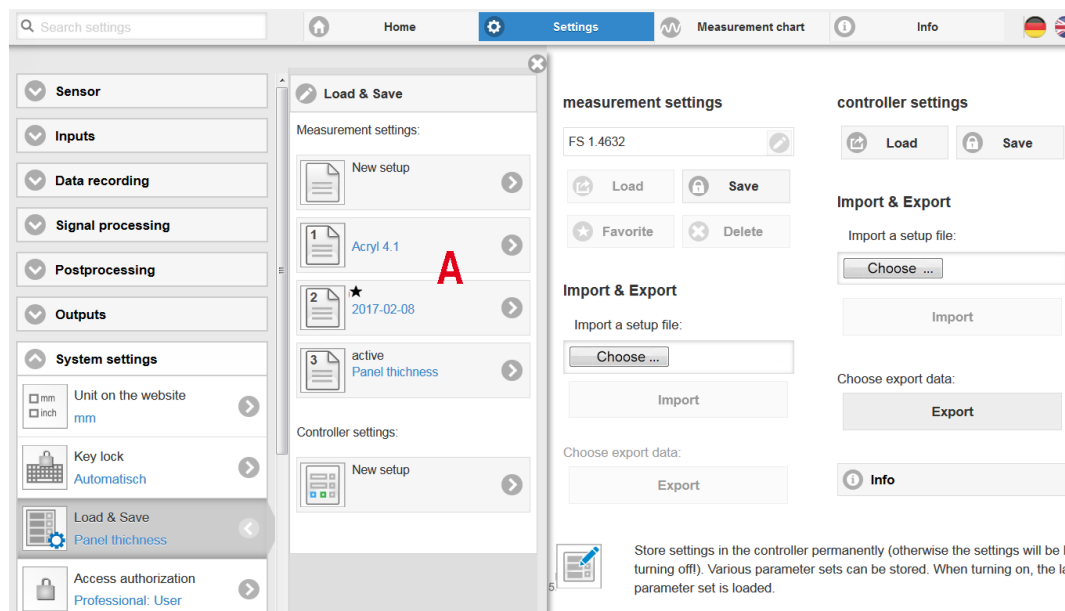 Search settings
Home
Settings
Measurement chart
Info
Sensor
Inputs
Data recording
Signal processing
Postprocessing
Outputs
System settings
mm
inch
Unit on the website
mm
Key lock
Automatisch
Load & Save
Panel thichness
Access authorization
Professional: User
Load & Save
Measurement settings:
New setup
1
Acryl 4.1
A
2
2017-02-08
3
active
Panel thichness
Controller settings:
New setup
measurement settings
FS 1.4632
Load
Save
Favorite
Delete
Import & Export
Import a setup file:
Choose ...
Import
Choose export data:
Export
controller settings
Load
Save
Import & Export
Import a setup file:
Choose ...
Import
Choose export data:
Export
Info
5
Store settings in the controller permanently (otherwise the settings will be
turning off!). Various parameter sets can be stored. When turning on, the
parameter set is loaded.